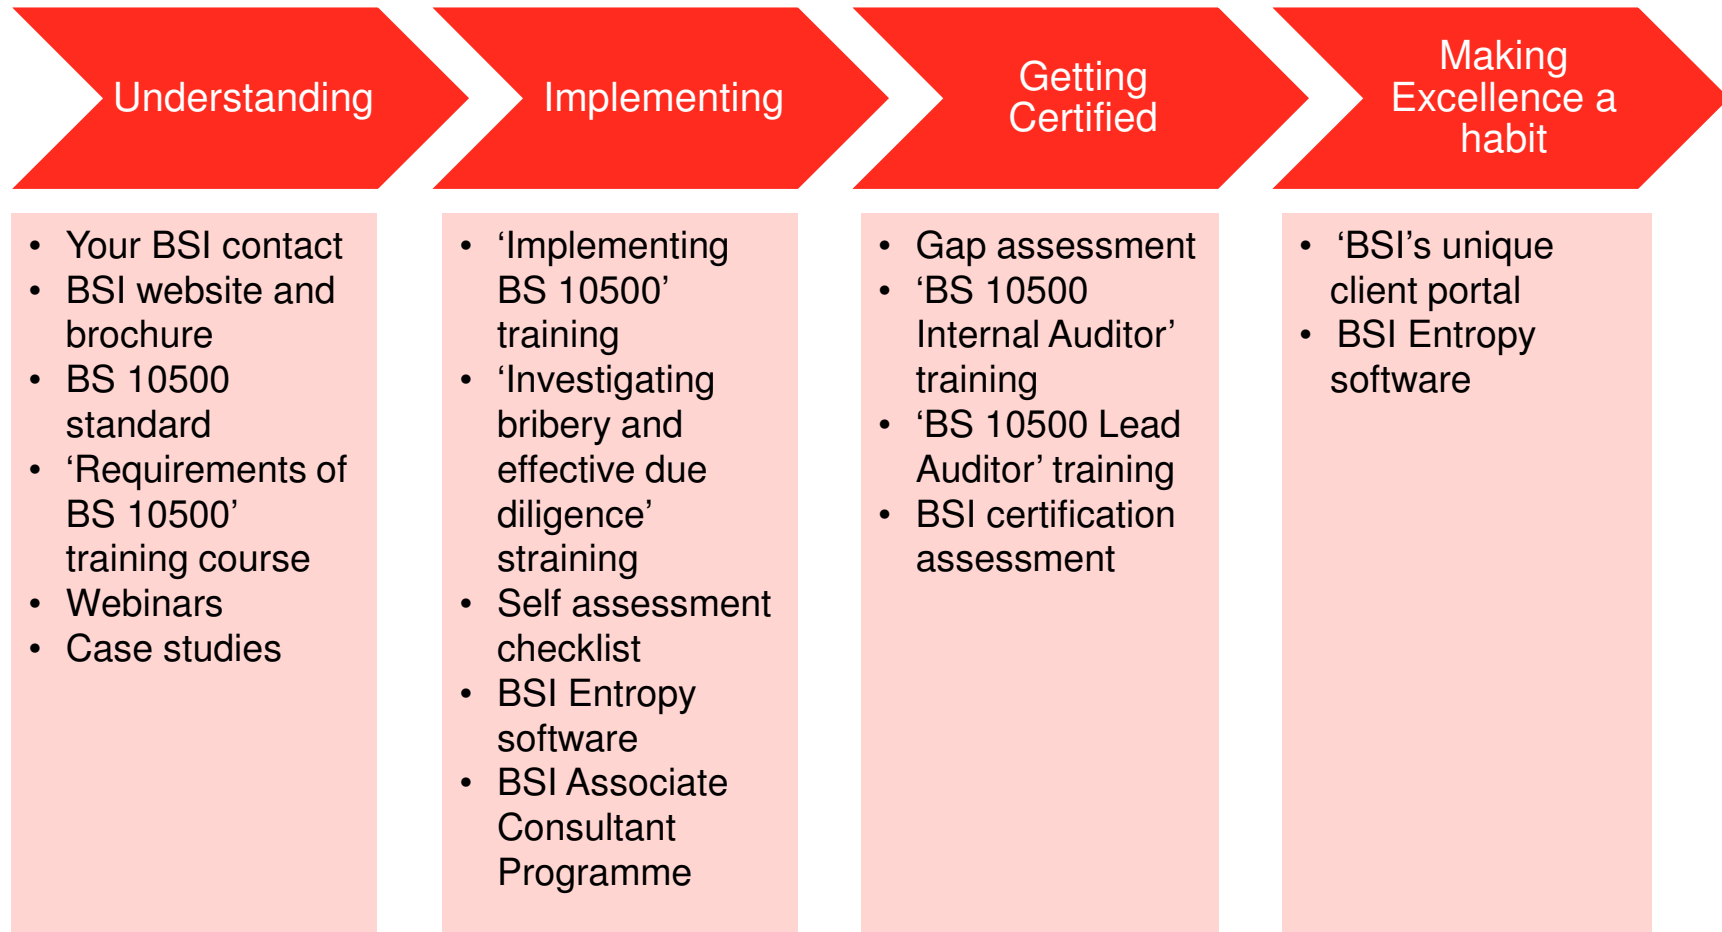 Understanding
Implementing
Getting
Certified
Making
Excellence a
habit
• Your BSI contact
• BSI website and
brochure
• BS 10500
standard
• ‘Requirements of
BS 10500’
training course
• Webinars
• Case studies
• ‘Implementing
BS 10500’
training
• ‘Investigating
bribery and
effective due
diligence’
straining
• Self assessment
checklist
• BSI Entropy
software
• BSI Associate
Consultant
Programme
• Gap assessment
• ‘BS 10500
Internal Auditor’
training
• ‘BS 10500 Lead
Auditor’ training
• BSI certification
assessment
• ‘BSI’s unique
client portal
• BSI Entropy
software